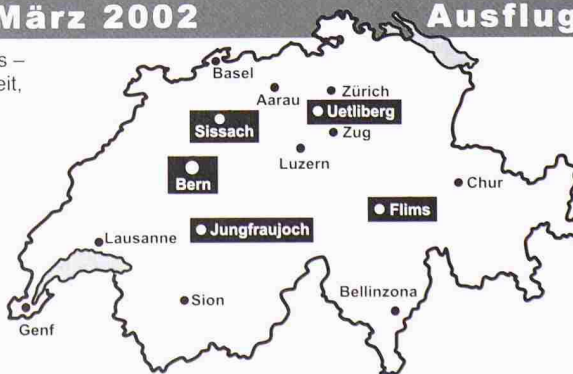 März 2002 Ausflug
s –
eit,
Basel
Aarau
Zürich
Uetliberg
Sissach
Zug
Luzern
Bern
Chur
Flims
Jungfraujoch
Lausanne
Sion
Bellinzona
Genf